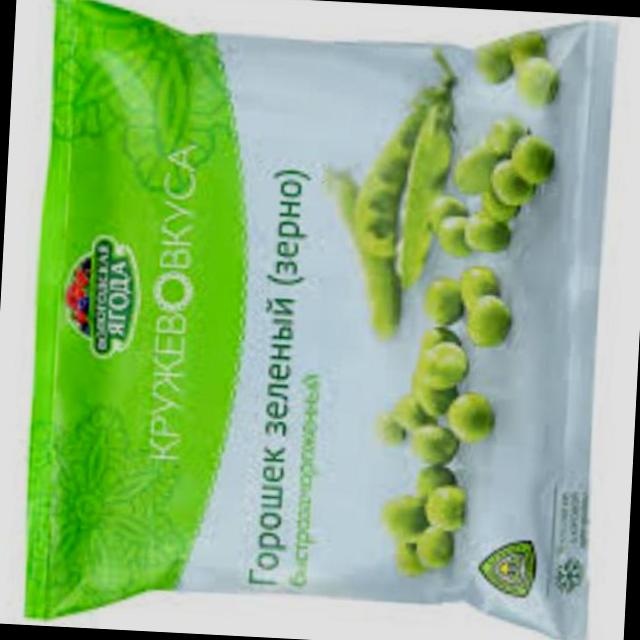 ВОЛОГОДСКАЯ
ЯГОДА
КРУЖЕВОВКУСА
Горошек зеленый (зерно)
быстрозамороженный